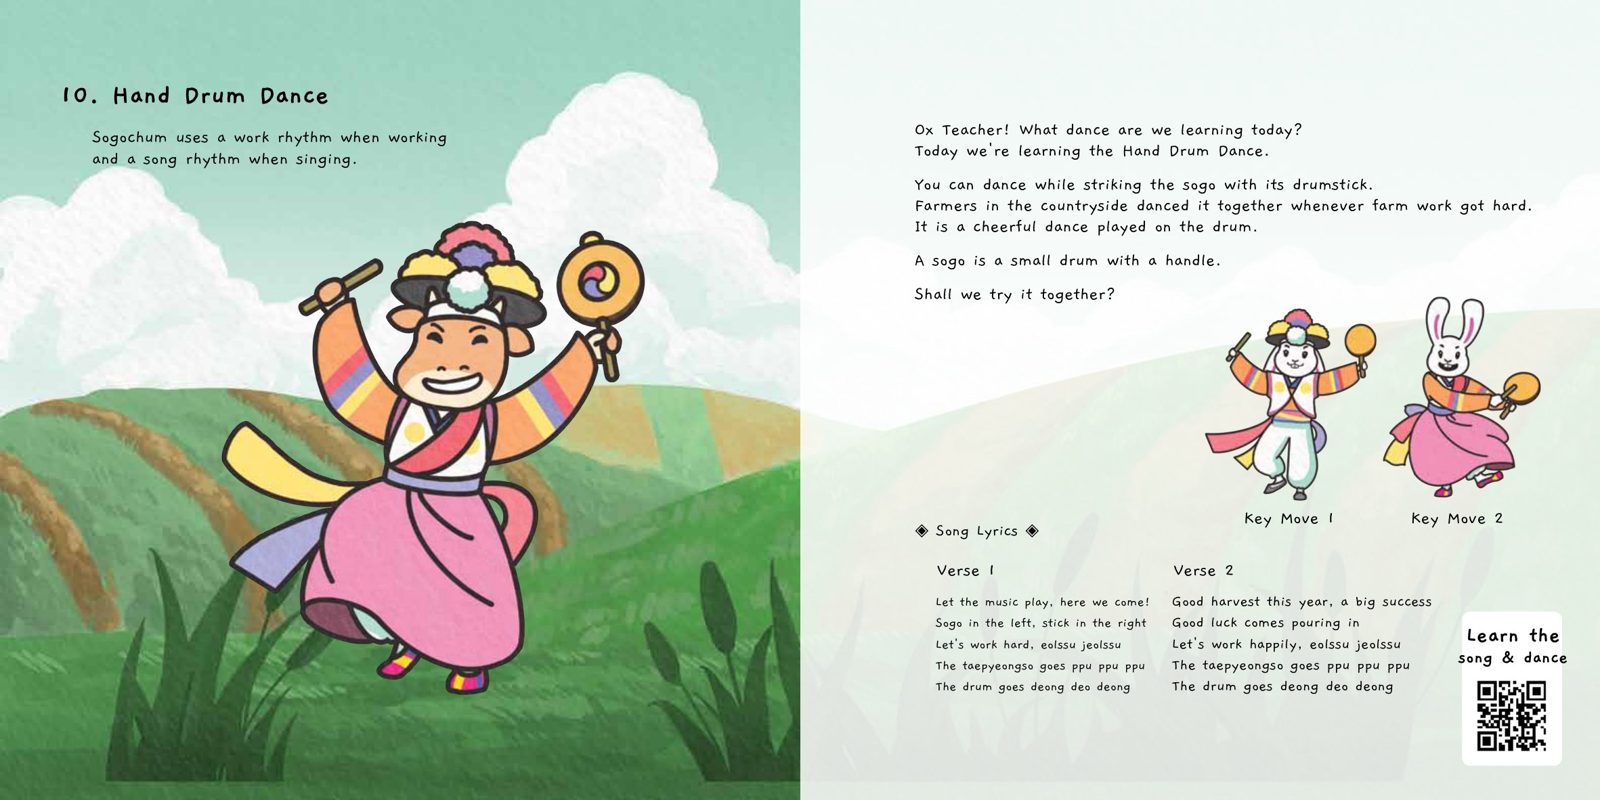 10. Hand Drum Dance
Sogochum uses a work rhythm when working
and a song rhythm when singing.
Ox Teacher! What dance are we learning today?
Today we're learning the Hand Drum Dance.
You can dance while striking the sogo with its drumstick.
Farmers in the countryside danced it together whenever farm work got hard.
It is a cheerful dance played on the drum.
A sogo is a small drum with a handle.
Shall we try it together?
Key Move 1
Key Move 2
◈ Song Lyrics ◈
Verse 1
Let the music play, here we come!
Sogo in the left, stick in the right
Let's work hard, eolssu jeolssu
The taepyeongso goes ppu ppu ppu
The drum goes deong deo deong
Verse 2
Good harvest this year, a big success
Good luck comes pouring in
Let's work happily, eolssu jeolssu
The taepyeongso goes ppu ppu ppu
The drum goes deong deo deong
Learn the
song & dance